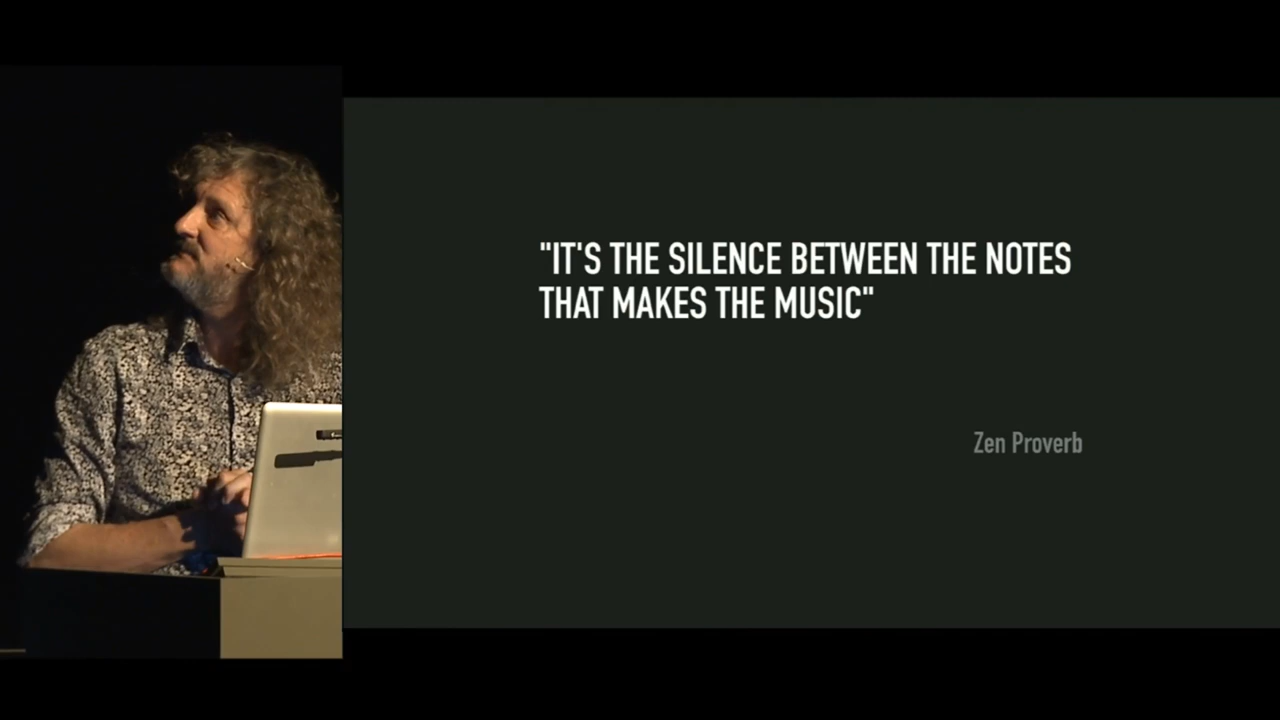 "IT'S THE SILENCE BETWEEN THE NOTES
THAT MAKES THE MUSIC"
Zen Proverb